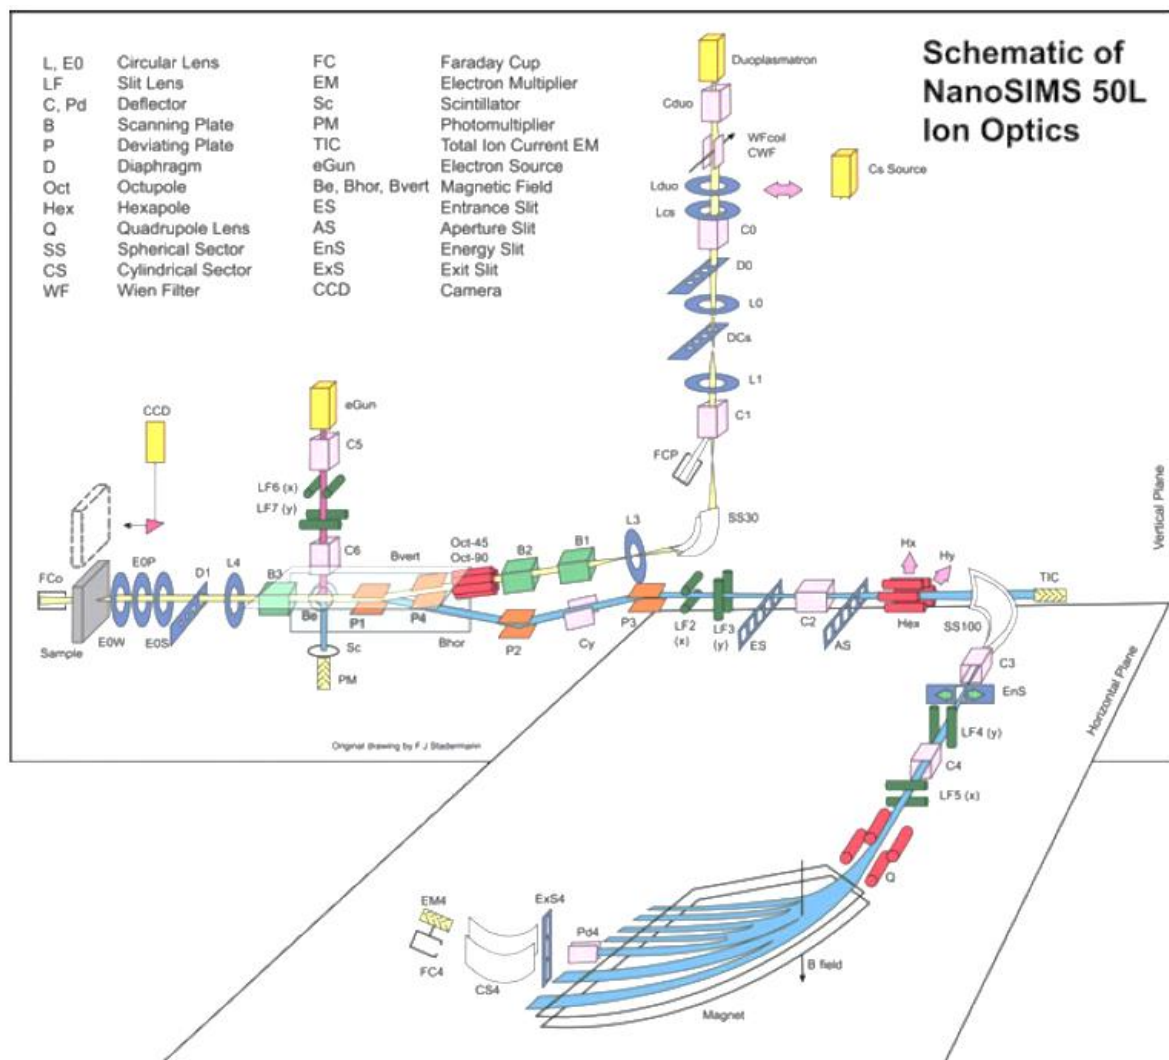 Schematic of
NanoSIMS 50L
Ion Optics
L, E0 Circular Lens
LF Slit Lens
C, Pd Deflector
B Scanning Plate
P Deviating Plate
D Diaphragm
Oct Octupole
Hex Hexapole
Q Quadrupole Lens
SS Spherical Sector
CS Cylindrical Sector
WF Wien Filter
FC Faraday Cup
EM Electron Multiplier
Sc Scintillator
PM Photomultiplier
TIC Total Ion Current EM
eGun Electron Source
Be, Bhor, Bvert Magnetic Field
ES Entrance Slit
AS Aperture Slit
EnS Energy Slit
ExS Exit Slit
CCD Camera
Duoplasmatron
Cduo
WFcoil
CWF
Cs Source
Lduo
Lcs
C0
D0
L0
DCs
L1
C1
FCP
SS30
eGun
CCD
C5
LF6 (x)
LF7 (y)
C6
Bvert
Oct-45
Oct-90
B2
B1
L3
Vertical Plane
Hx
Hy
TIC
FCo
E0P
D1
L4
B3
Be
P1
P4
P3
LF2
(x)
LF3
(y)
ES
C2
AS
Hex
SS100
Sample
E0W
E0S
Sc
Bhor
P2
Cy
PM
C3
EnS
Horizontal Plane
Original drawing by F J Stadermann
LF4 (y)
C4
LF5 (x)
Q
EM4
ExS4
Pd4
FC4
CS4
B field
Magnet